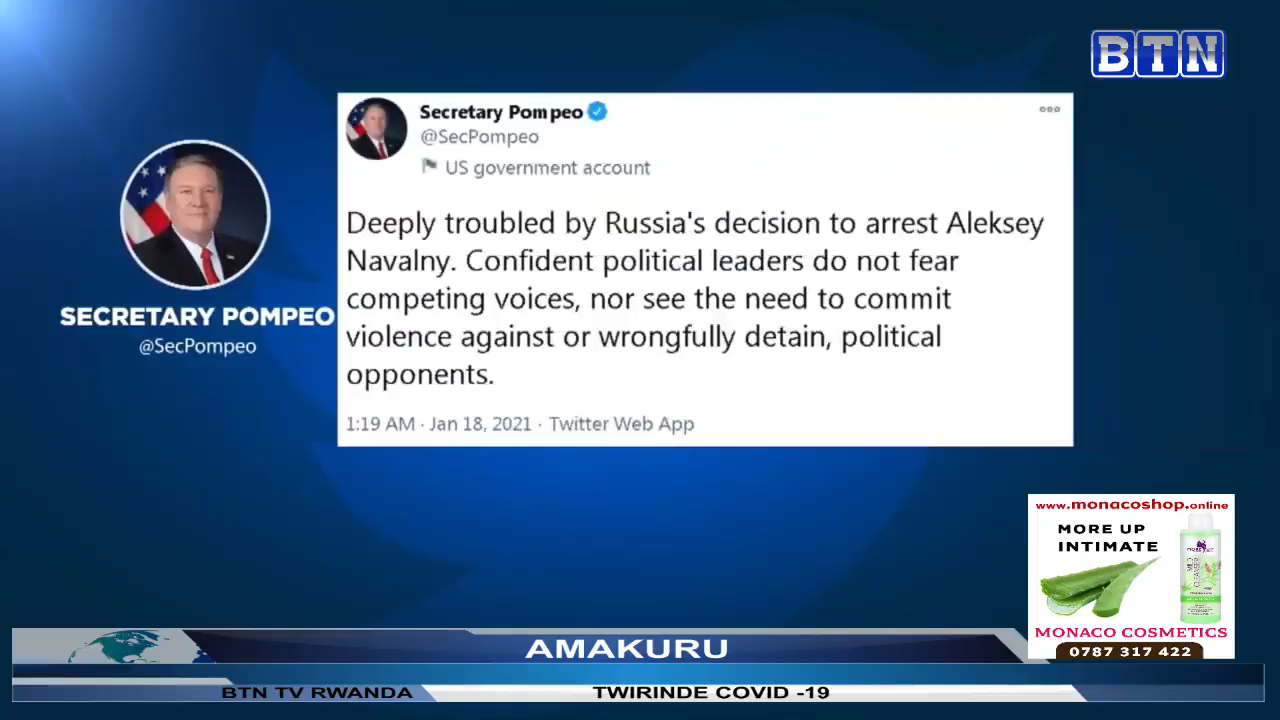 BTN
Secretary Pompeo
@SecPompeo
US government account
Deeply troubled by Russia's decision to arrest Aleksey
Navalny. Confident political leaders do not fear
competing voices, nor see the need to commit
violence against or wrongfully detain, political
opponents.
1:19 AM · Jan 18, 2021 · Twitter Web App
SECRETARY POMPEO
@SecPompeo
www.monacoshop.online
MORE UP
INTIMATE
MILD
CLEANSER
MONACO COSMETICS
0787 317 422
AMAKURU
BTN TV RWANDA
TWIRINDE COVID -19